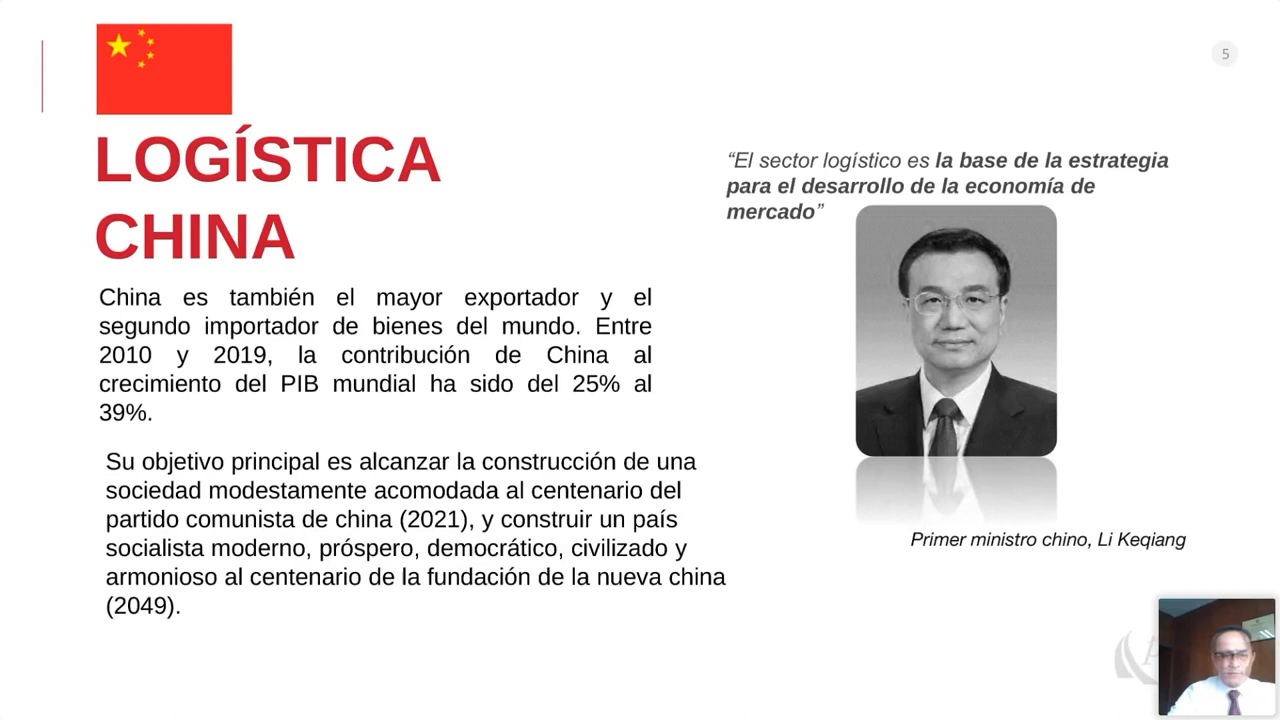 5
LOGÍSTICA
CHINA
“El sector logístico es la base de la estrategia
para el desarrollo de la economía de
mercado”
China es también el mayor exportador y el
segundo importador de bienes del mundo. Entre
2010 y 2019, la contribución de China al
crecimiento del PIB mundial ha sido del 25% al
39%.
Su objetivo principal es alcanzar la construcción de una
sociedad modestamente acomodada al centenario del
partido comunista de china (2021), y construir un país
socialista moderno, próspero, democrático, civilizado y
armonioso al centenario de la fundación de la nueva china
(2049).
Primer ministro chino, Li Keqiang